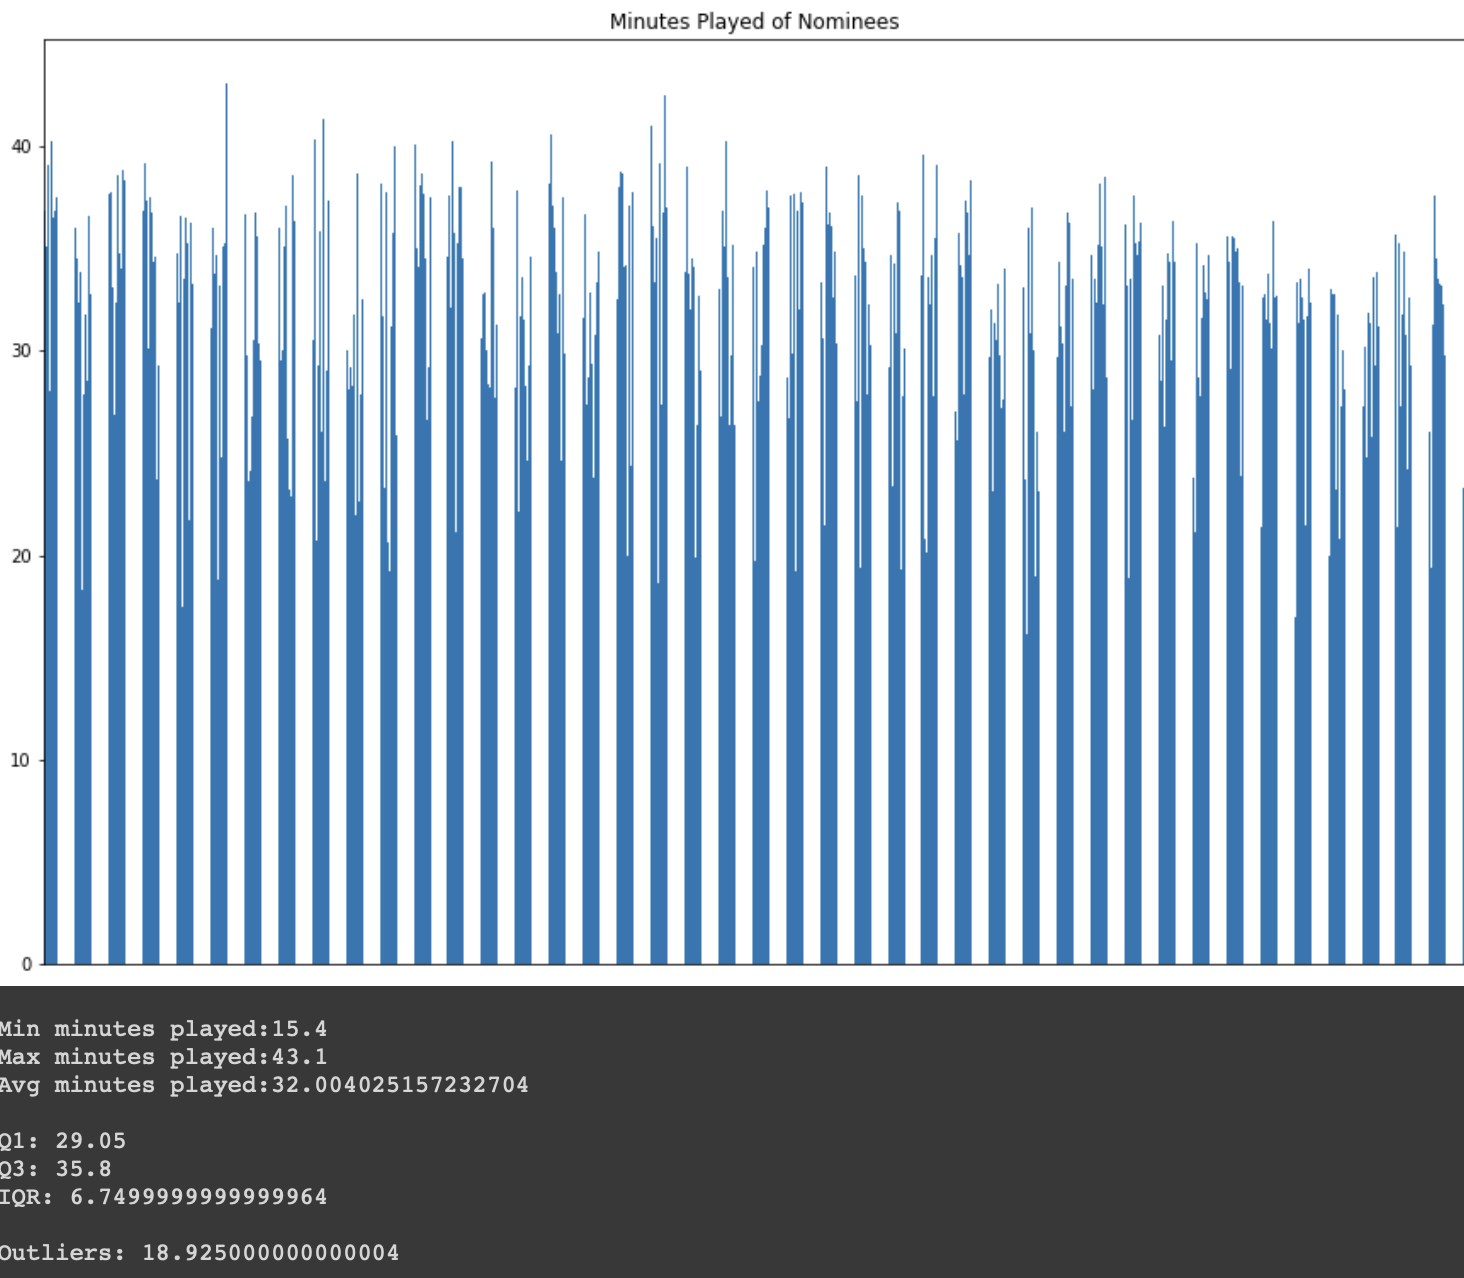 Minutes Played of Nominees
40
30
20
10
0
Min minutes played:15.4
Max minutes played:43.1
Avg minutes played:32.004025157232704
Q1: 29.05
Q3: 35.8
IQR: 6.7499999999999964
Outliers: 18.925000000000004